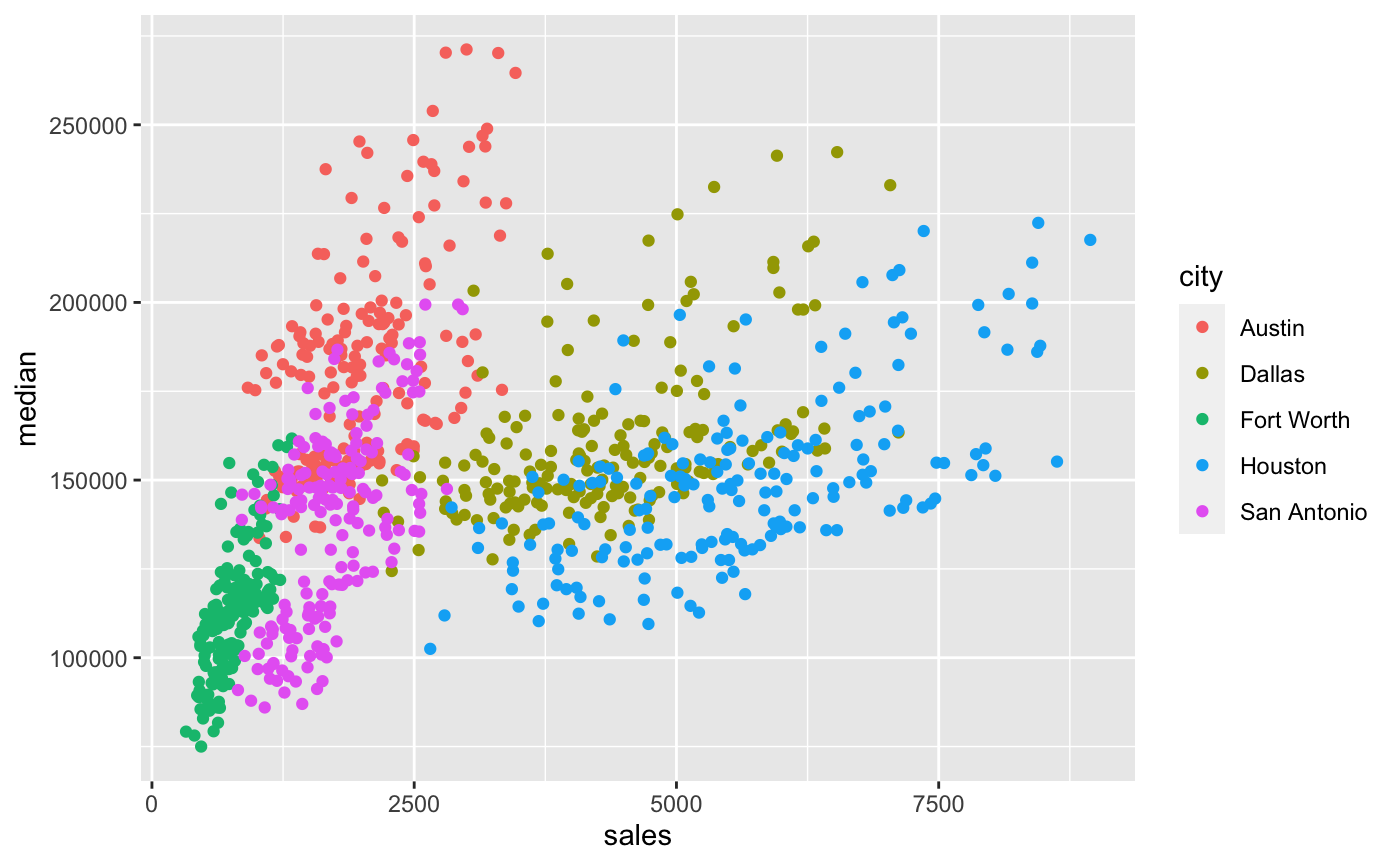 median
250000
200000
150000
100000
0
2500
5000
7500
sales
city
Austin
Dallas
Fort Worth
Houston
San Antonio